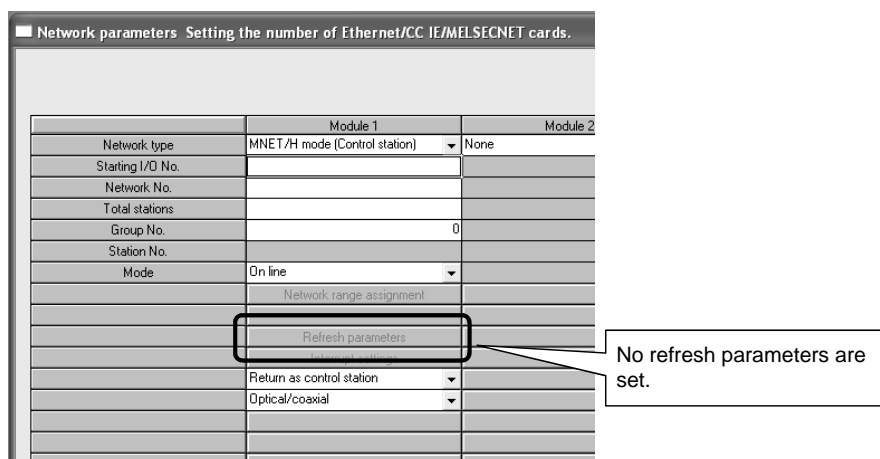 Network parameters Setting the number of Ethernet/CC IE/MELSECNET cards.
Module 1 Module 2
Network type MNET/H mode (Control station) None
Starting I/O No.
Network No.
Total stations
Group No. 0
Station No.
Mode On line
Network range assignment
Refresh parameters
Interrupt settings
Return as control station
Optical/coaxial
No refresh parameters are
set.